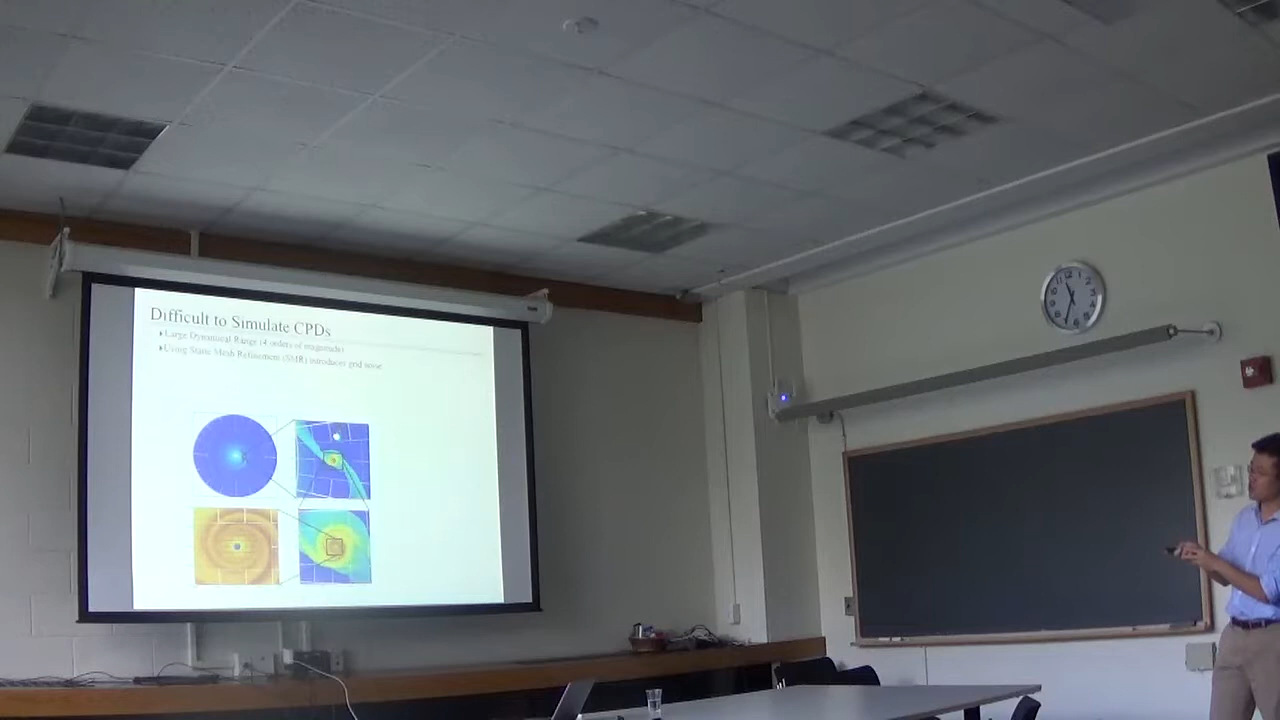 Difficult to Simulate CPDs
Large Dynamical Range (4 orders of magnitude)
Using Static Mesh Refinement (SMR) introduces grid noise